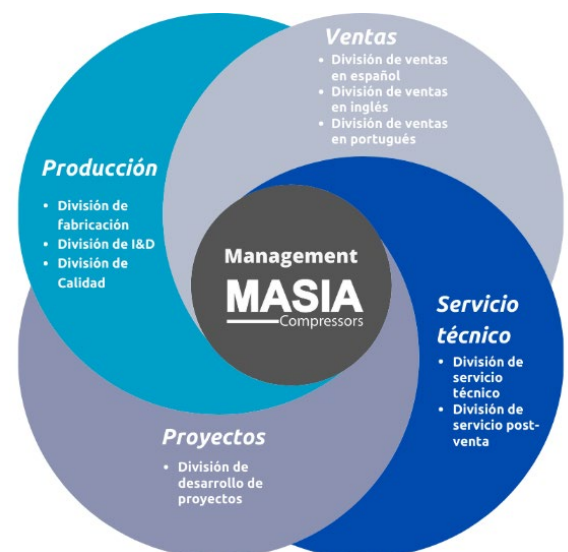 Ventas
• División de ventas
en español
• División de ventas
en inglés
• División de ventas
en portugués
Producción
• División de
fabricación
• División de I&D
• División de
Calidad
Management
MASIA
Compressors
Servicio
técnico
• División de
servicio
técnico
• División de
servicio post-
venta
Proyectos
• División de
desarrollo de
proyectos